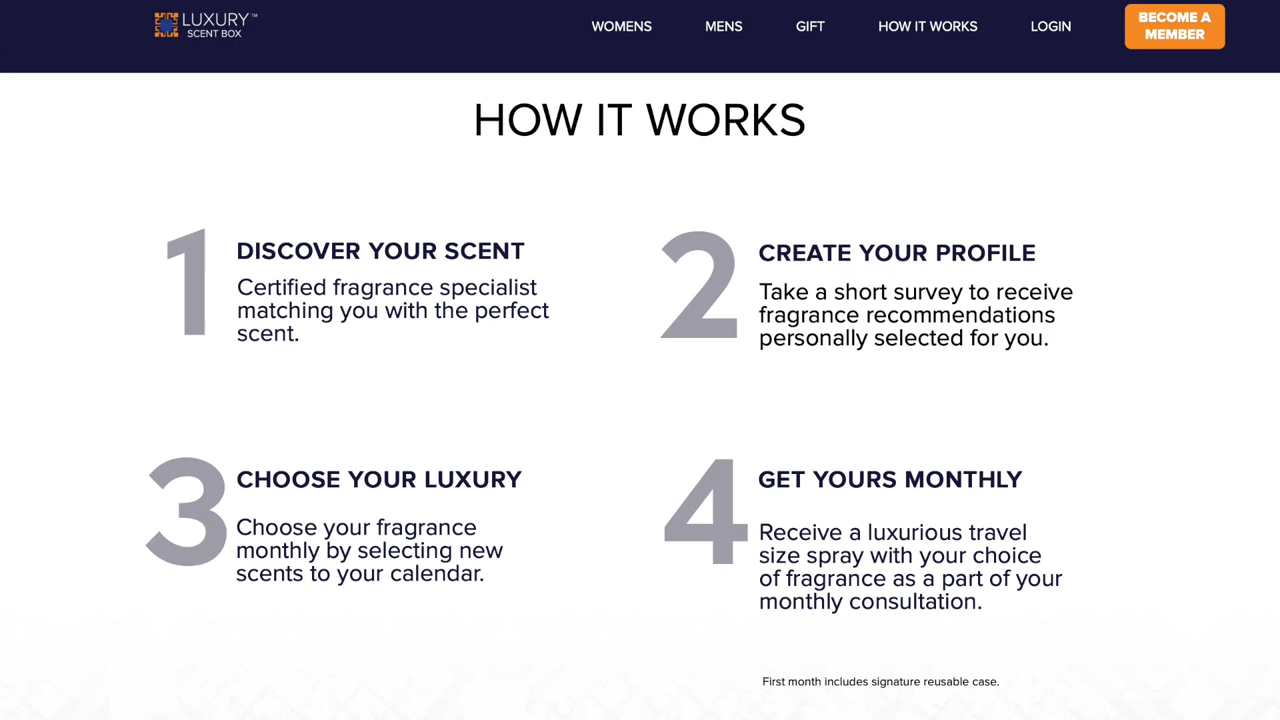 LUXURY™
SCENT BOX
WOMENS
MENS
GIFT
HOW IT WORKS
LOGIN
BECOME A
MEMBER
HOW IT WORKS
1
DISCOVER YOUR SCENT
Certified fragrance specialist
matching you with the perfect
scent.
2
CREATE YOUR PROFILE
Take a short survey to receive
fragrance recommendations
personally selected for you.
3
CHOOSE YOUR LUXURY
Choose your fragrance
monthly by selecting new
scents to your calendar.
4
GET YOURS MONTHLY
Receive a luxurious travel
size spray with your choice
of fragrance as a part of your
monthly consultation.
First month includes signature reusable case.